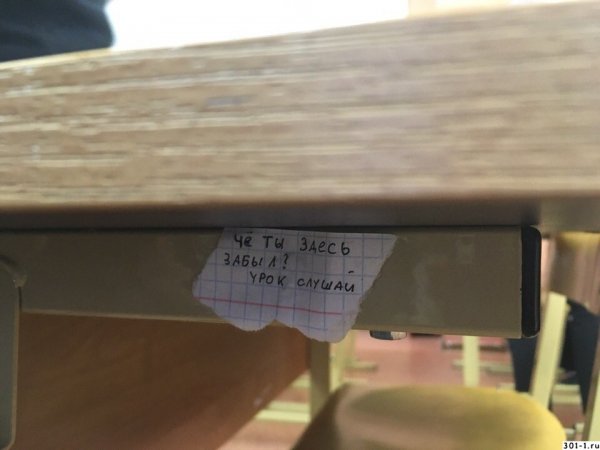 Чё ты здесь
забыл?
урок слушай
301-1.ru